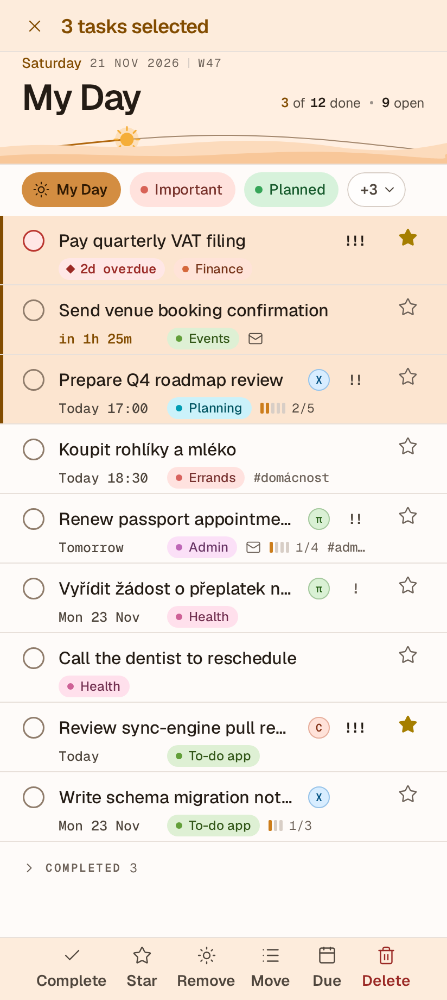 3 tasks selected
Saturday 21 NOV 2026 | W47
My Day
3 of 12 done • 9 open
My Day Important Planned +3
Pay quarterly VAT filing !!!
2d overdue Finance
Send venue booking confirmation
in 1h 25m Events
Prepare Q4 roadmap review X !!
Today 17:00 Planning 2/5
Koupit rohlíky a mléko
Today 18:30 Errands #domácnost
Renew passport appointme… π !!
Tomorrow Admin 1/4 #adm…
Vyřídit žádost o přeplatek n… π !
Mon 23 Nov Health
Call the dentist to reschedule
Health
Review sync-engine pull re… C !!!
Today To-do app
Write schema migration not… X
Mon 23 Nov To-do app 1/3
COMPLETED 3
Complete Star Remove Move Due Delete